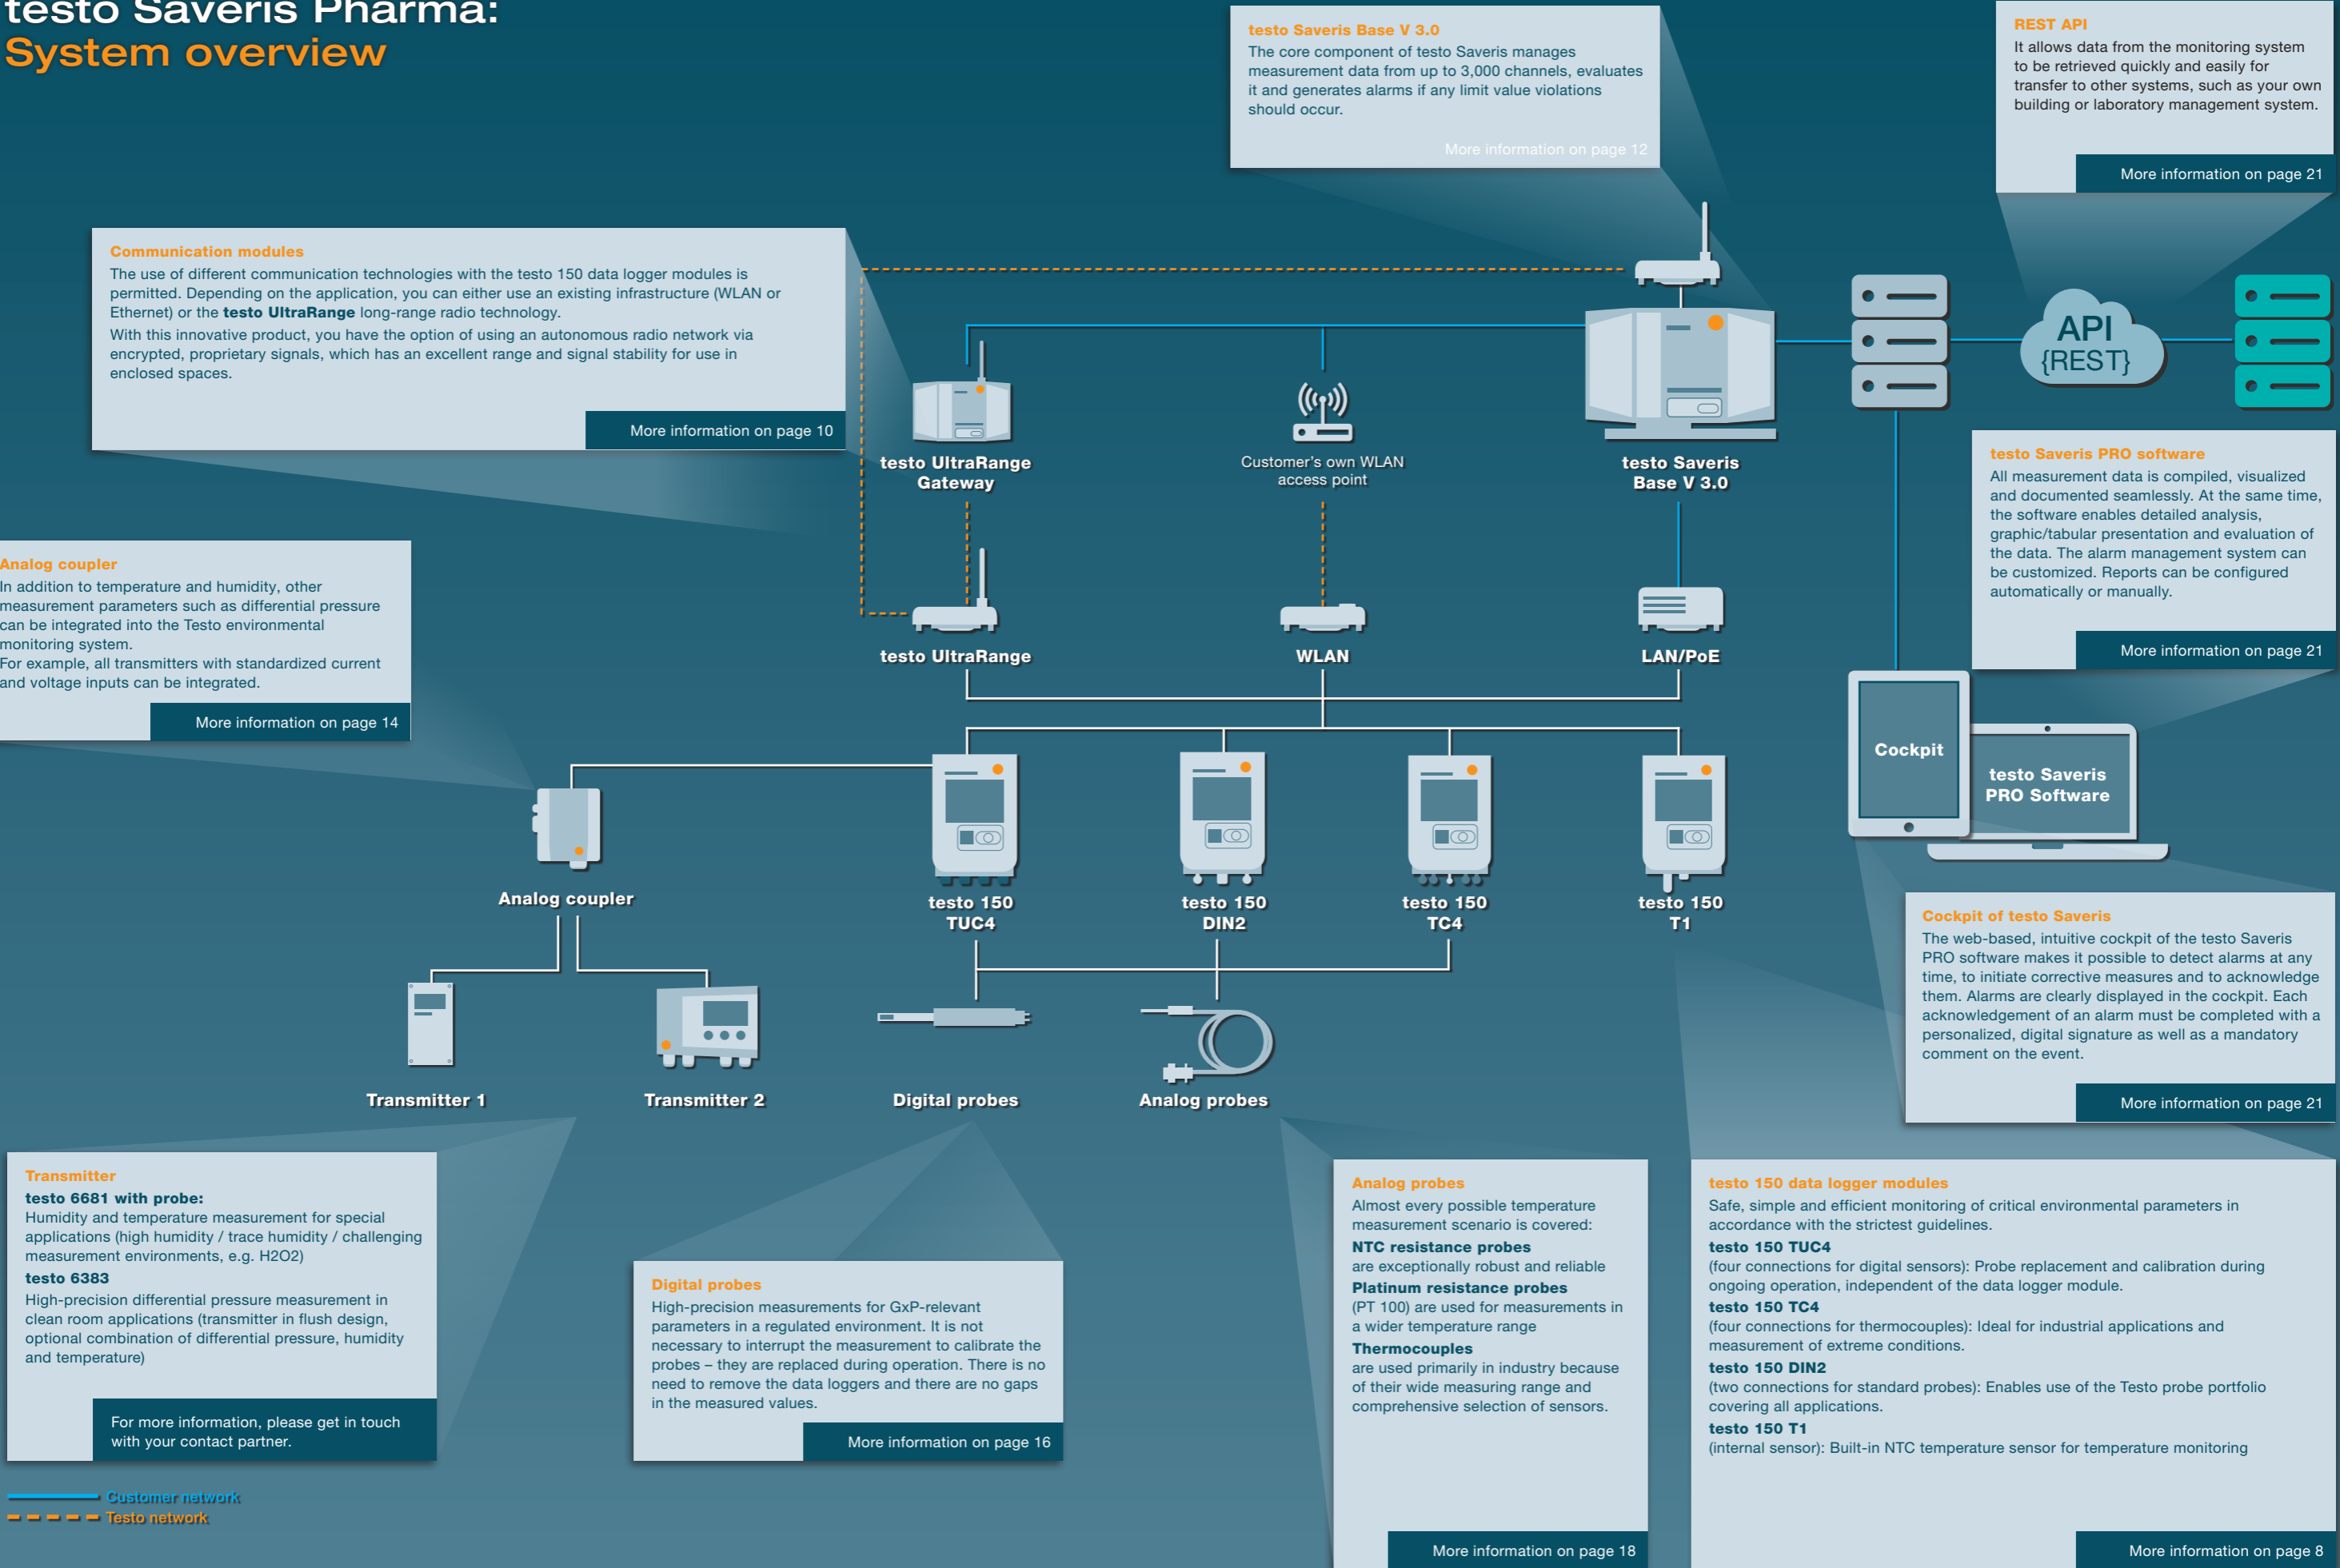 testo Saveris Pharma:
System overview
testo Saveris Base V 3.0
The core component of testo Saveris manages
measurement data from up to 3,000 channels, evaluates
it and generates alarms if any limit value violations
should occur.
More information on page 12
REST API
It allows data from the monitoring system
to be retrieved quickly and easily for
transfer to other systems, such as your own
building or laboratory management system.
More information on page 21
Communication modules
The use of different communication technologies with the testo 150 data logger modules is
permitted. Depending on the application, you can either use an existing infrastructure (WLAN or
Ethernet) or the testo UltraRange long-range radio technology.
With this innovative product, you have the option of using an autonomous radio network via
encrypted, proprietary signals, which has an excellent range and signal stability for use in
enclosed spaces.
More information on page 10
API
{REST}
testo UltraRange
Gateway
Customer's own WLAN
access point
testo Saveris
Base V 3.0
testo Saveris PRO software
All measurement data is compiled, visualized
and documented seamlessly. At the same time,
the software enables detailed analysis,
graphic/tabular presentation and evaluation of
the data. The alarm management system can
be customized. Reports can be configured
automatically or manually.
More information on page 21
Analog coupler
In addition to temperature and humidity, other
measurement parameters such as differential pressure
can be integrated into the Testo environmental
monitoring system.
For example, all transmitters with standardized current
and voltage inputs can be integrated.
More information on page 14
testo UltraRange
WLAN
LAN/PoE
Cockpit
testo Saveris
PRO Software
Analog coupler
testo 150
TUC4
testo 150
DIN2
testo 150
TC4
testo 150
T1
Cockpit of testo Saveris
The web-based, intuitive cockpit of the testo Saveris
PRO software makes it possible to detect alarms at any
time, to initiate corrective measures and to acknowledge
them. Alarms are clearly displayed in the cockpit. Each
acknowledgement of an alarm must be completed with a
personalized, digital signature as well as a mandatory
comment on the event.
More information on page 21
Transmitter 1
Transmitter 2
Digital probes
Analog probes
Transmitter
testo 6681 with probe:
Humidity and temperature measurement for special
applications (high humidity / trace humidity / challenging
measurement environments, e.g. H2O2)
testo 6383
High-precision differential pressure measurement in
clean room applications (transmitter in flush design,
optional combination of differential pressure, humidity
and temperature)
For more information, please get in touch
with your contact partner.
Digital probes
High-precision measurements for GxP-relevant
parameters in a regulated environment. It is not
necessary to interrupt the measurement to calibrate the
probes – they are replaced during operation. There is no
need to remove the data loggers and there are no gaps
in the measured values.
More information on page 16
Analog probes
Almost every possible temperature
measurement scenario is covered:
NTC resistance probes
are exceptionally robust and reliable
Platinum resistance probes
(PT 100) are used for measurements in
a wider temperature range
Thermocouples
are used primarily in industry because
of their wide measuring range and
comprehensive selection of sensors.
More information on page 18
testo 150 data logger modules
Safe, simple and efficient monitoring of critical environmental parameters in
accordance with the strictest guidelines.
testo 150 TUC4
(four connections for digital sensors): Probe replacement and calibration during
ongoing operation, independent of the data logger module.
testo 150 TC4
(four connections for thermocouples): Ideal for industrial applications and
measurement of extreme conditions.
testo 150 DIN2
(two connections for standard probes): Enables use of the Testo probe portfolio
covering all applications.
testo 150 T1
(internal sensor): Built-in NTC temperature sensor for temperature monitoring
More information on page 8
Customer network
Testo network